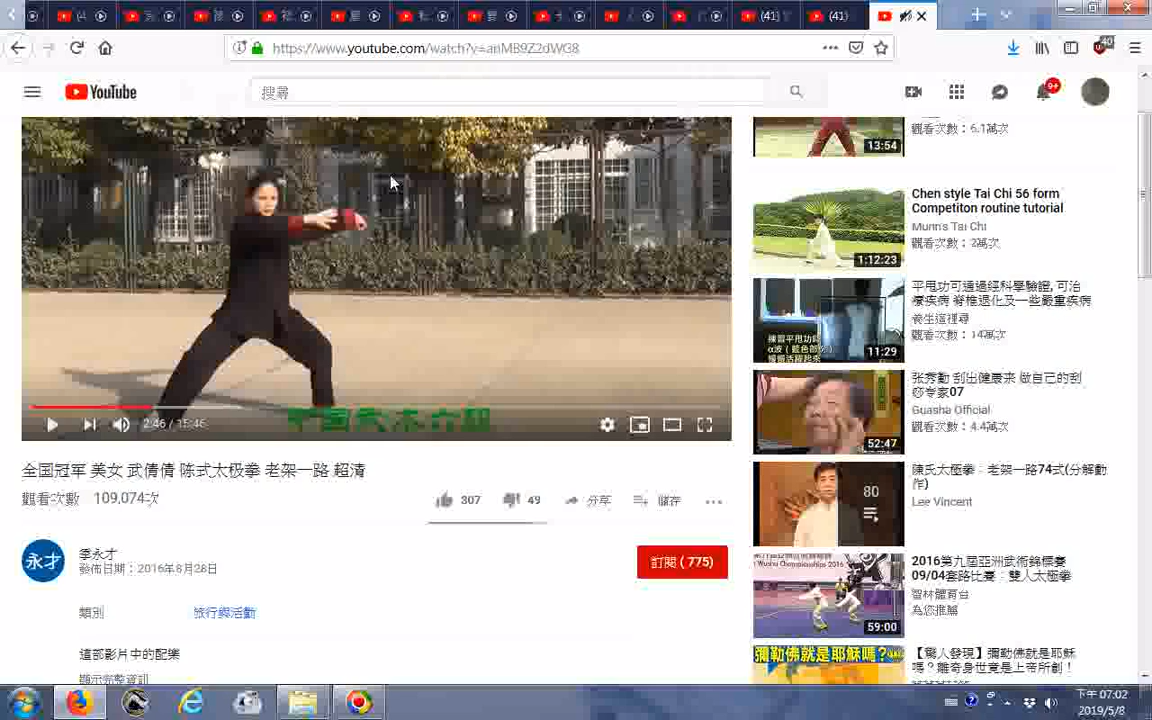 (41)
(41)
https://www.youtube.com/watch?v=anMB9Z2dWG8
40
YouTube
搜尋
9+
2:46 / 15:46
全国冠军 美女 武倩倩 陈式太极拳 老架一路 超清
觀看次數 109,074次
307
49
分享
儲存
永才
季永才
發佈日期：2016年8月28日
訂閱 (775)
類別
旅行與活動
這部影片中的配樂
顯示完整資訊
觀看次數：6.1萬次
13:54
Chen style Tai Chi 56 form
Competiton routine tutorial
Munn's Tai Chi
觀看次數：2萬次
1:12:23
平甩功可通過經科學驗證, 可治
療疾病 脊椎退化及一些嚴重疾病
養生這裡尋
觀看次數：14萬次
11:29
张秀勤 刮出健康来 做自己的刮
痧专家07
Guasha Official
觀看次數：4.4萬次
52:47
陳氏太極拳：老架一路74式(分解動
作)
Lee Vincent
80
2016第九屆亞洲武術錦標賽
09/04套路比賽：雙人太極拳
智林體育台
為您推薦
59:00
【驚人發現】彌勒佛就是耶穌
嗎？離奇身世竟是上帝所創！
彌勒佛就是耶穌嗎?
下午 07:02
2019/5/8